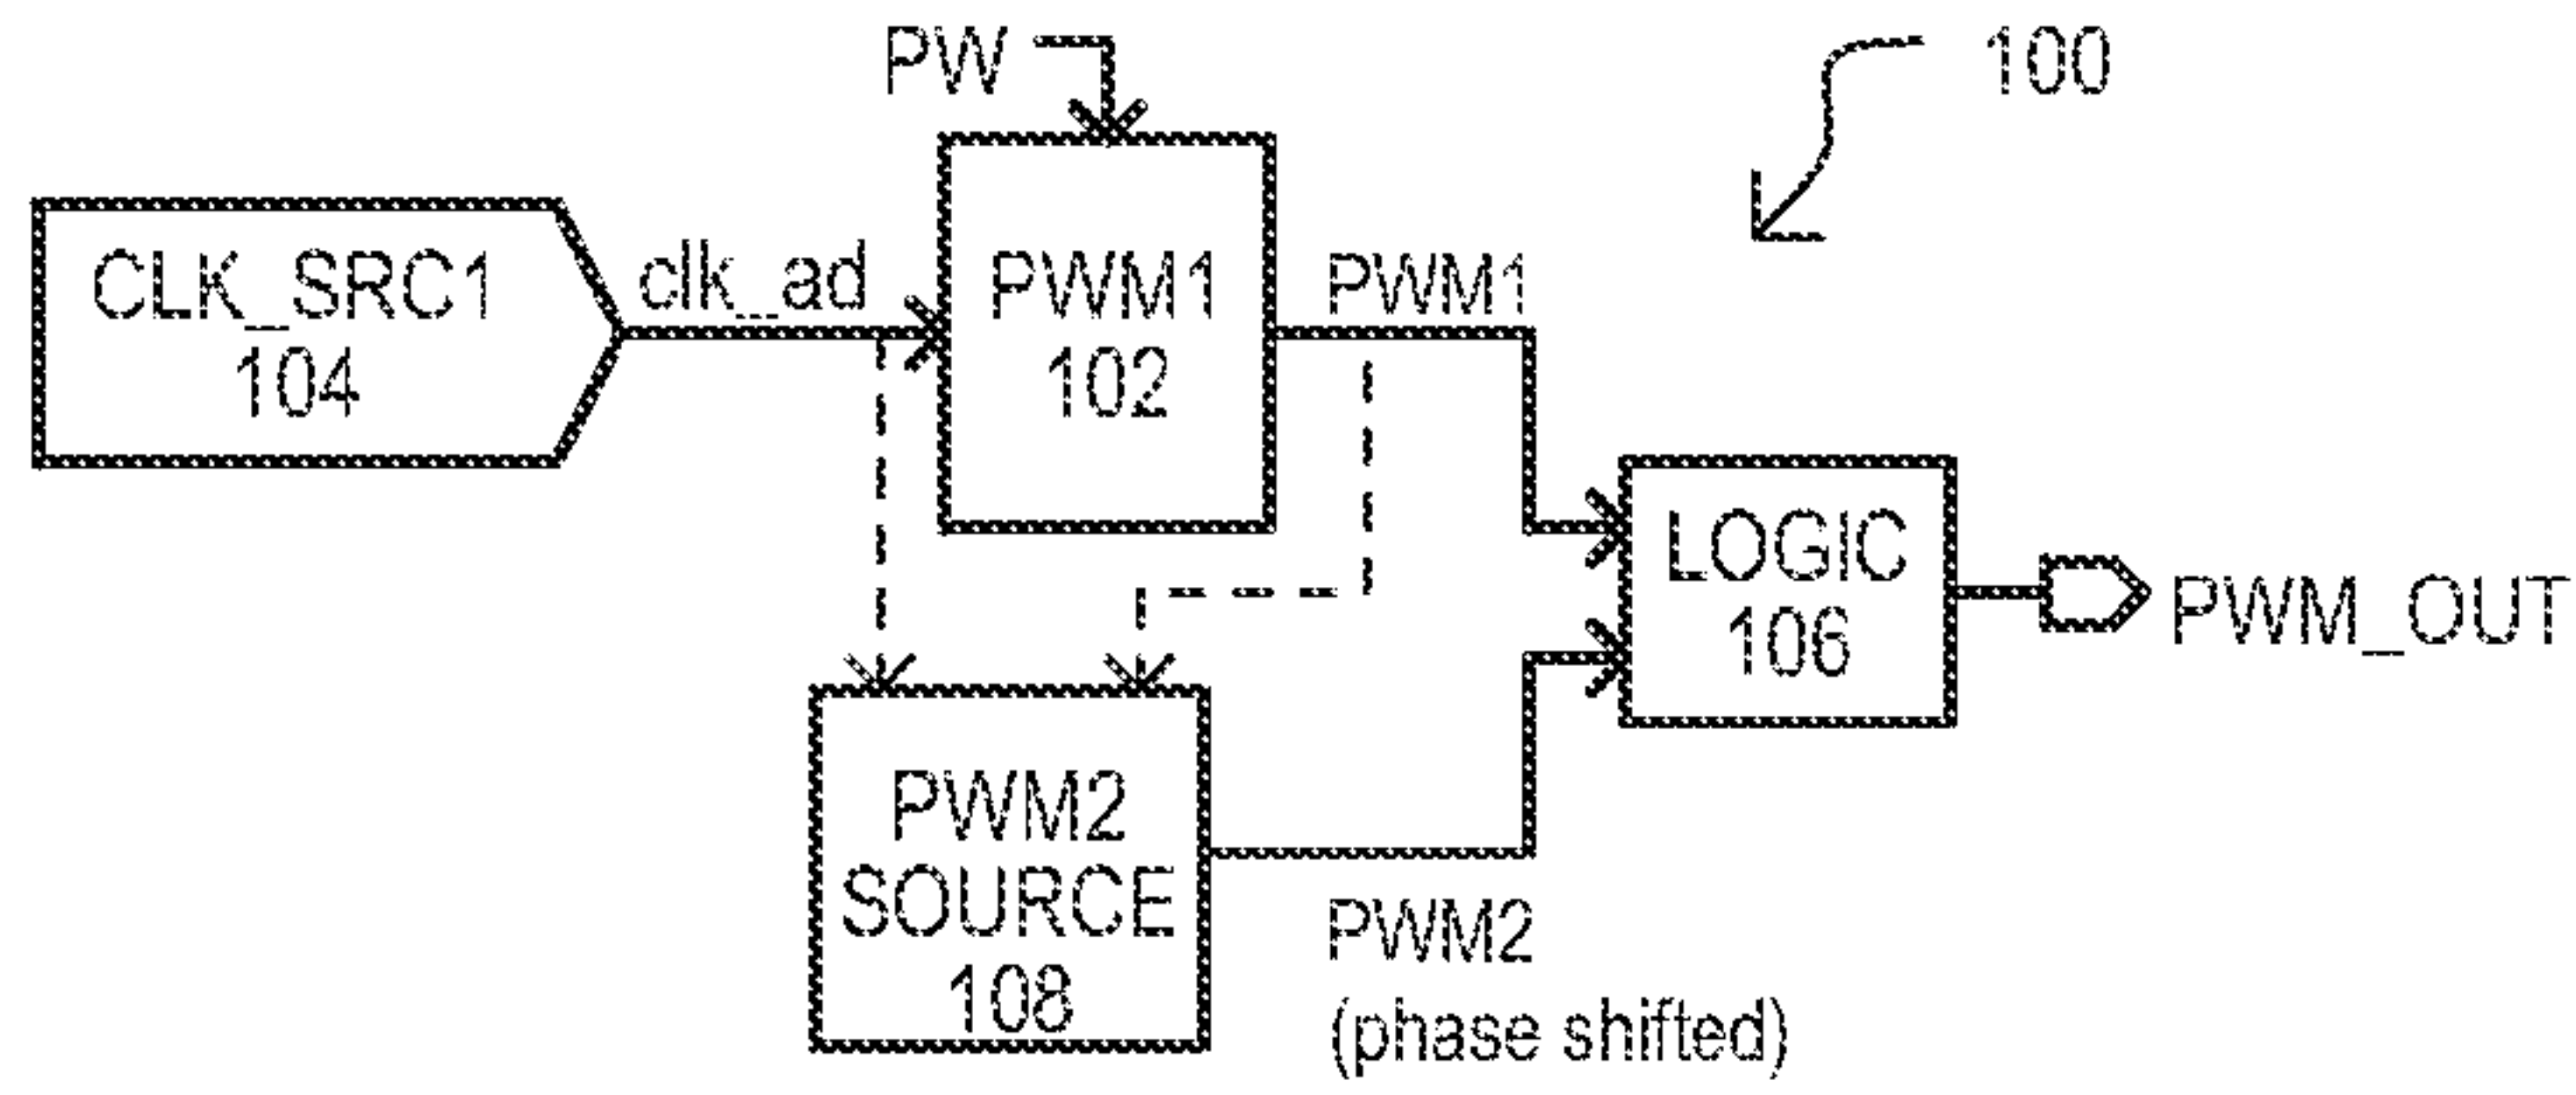 PW
100
CLK_SRC1
104
clk_ad
PWM1
102
PWM1
LOGIC
106
PWM_OUT
PWM2
SOURCE
108
PWM2
(phase shifted)